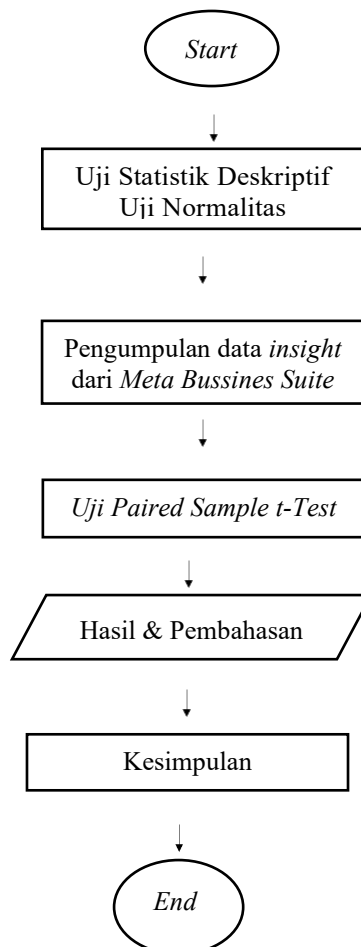 Start
Uji Statistik Deskriptif
Uji Normalitas
Pengumpulan data insight
dari Meta Bussines Suite
Uji Paired Sample t-Test
Hasil & Pembahasan
Kesimpulan
End